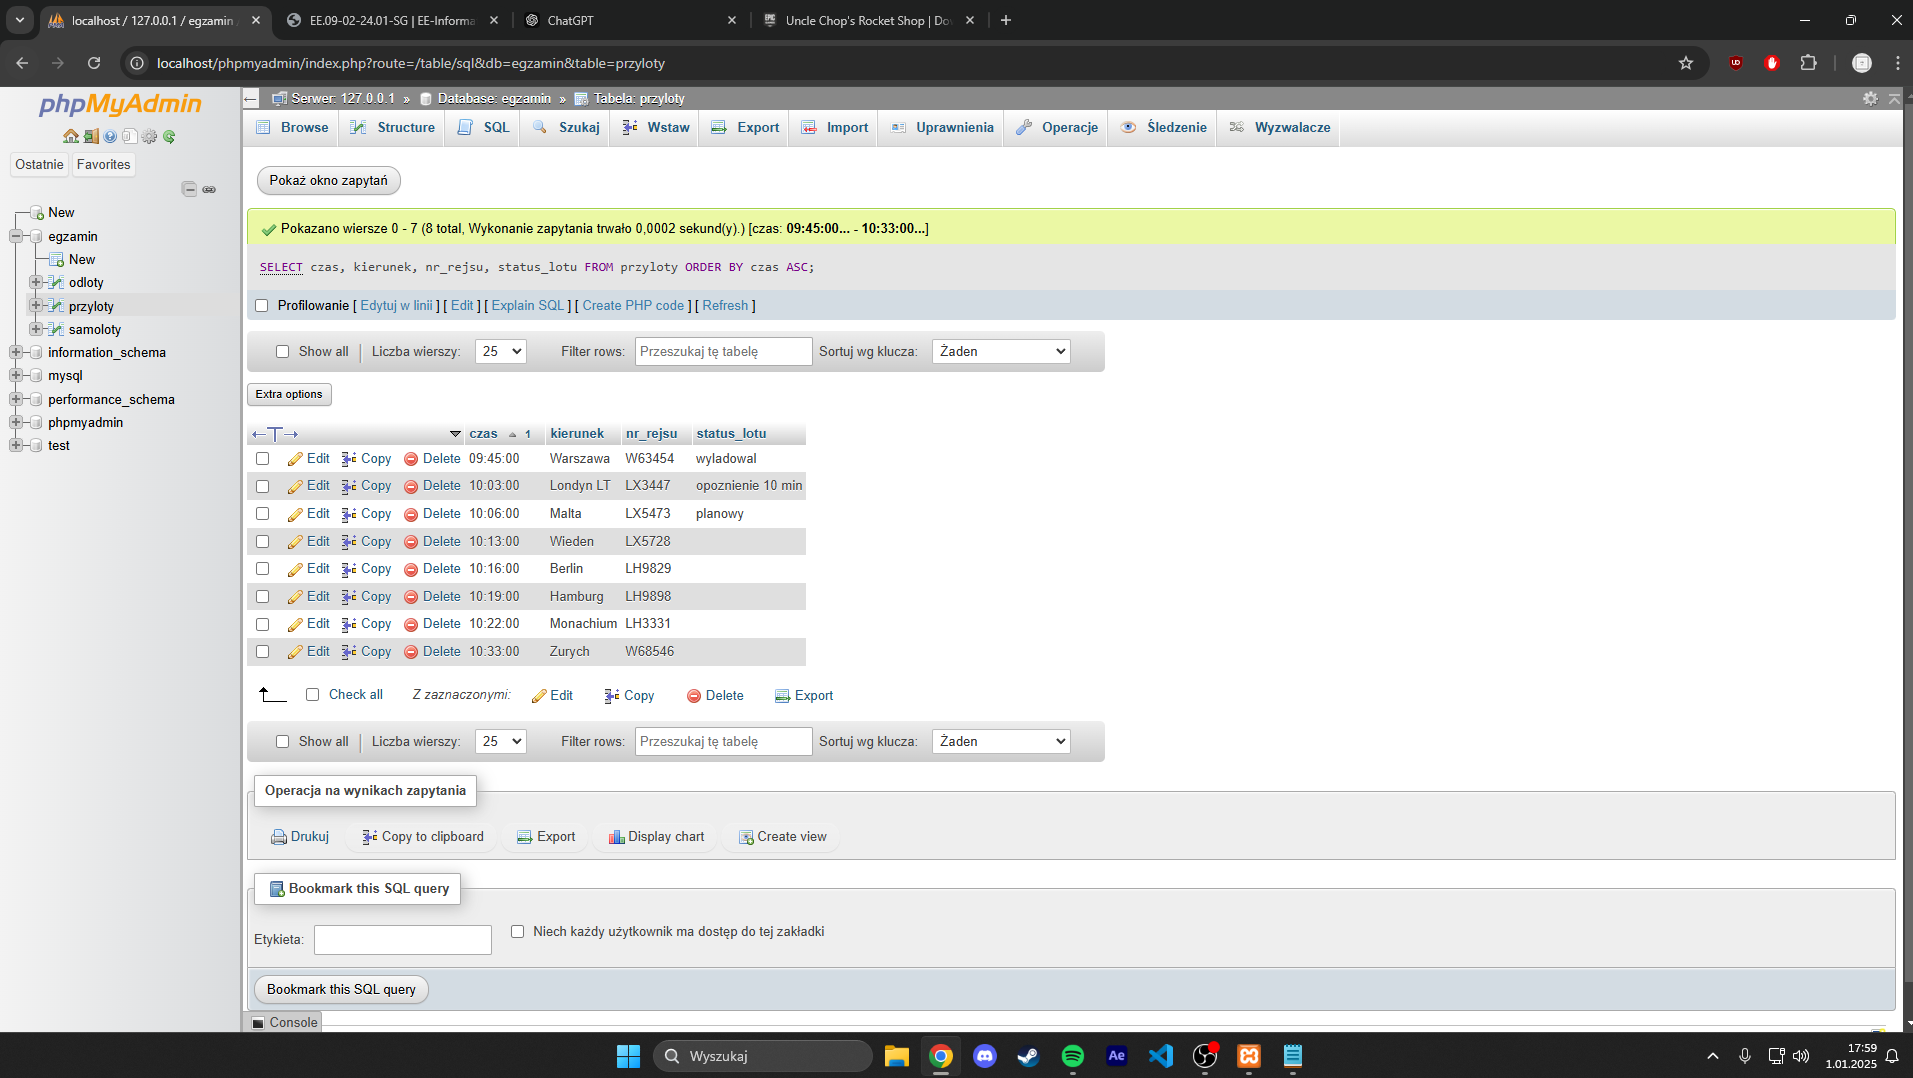 localhost / 127.0.0.1 / egzamin
EE.09-02-24.01-SG | EE-Informa
ChatGPT
Uncle Chop's Rocket Shop | Do
localhost/phpmyadmin/index.php?route=/table/sql&db=egzamin&table=przyloty
phpMyAdmin
Ostatnie Favorites
New
egzamin
New
odloty
przyloty
samoloty
information_schema
mysql
performance_schema
phpmyadmin
test
Serwer: 127.0.0.1 » Database: egzamin » Tabela: przyloty
Browse Structure SQL Szukaj Wstaw Export Import Uprawnienia Operacje Śledzenie Wyzwalacze
Pokaż okno zapytań
Pokazano wiersze 0 - 7 (8 total, Wykonanie zapytania trwało 0,0002 sekund(y).) [czas: 09:45:00... - 10:33:00...]
SELECT czas, kierunek, nr_rejsu, status_lotu FROM przyloty ORDER BY czas ASC;
Profilowanie [ Edytuj w linii ] [ Edit ] [ Explain SQL ] [ Create PHP code ] [ Refresh ]
Show all Liczba wierszy: 25 Filter rows: Przeszukaj tę tabelę Sortuj wg klucza: Żaden
Extra options
←T→ czas 1 kierunek nr_rejsu status_lotu
Edit Copy Delete 09:45:00 Warszawa W63454 wyladowal
Edit Copy Delete 10:03:00 Londyn LT LX3447 opoznienie 10 min
Edit Copy Delete 10:06:00 Malta LX5473 planowy
Edit Copy Delete 10:13:00 Wieden LX5728
Edit Copy Delete 10:16:00 Berlin LH9829
Edit Copy Delete 10:19:00 Hamburg LH9898
Edit Copy Delete 10:22:00 Monachium LH3331
Edit Copy Delete 10:33:00 Zurych W68546
Check all Z zaznaczonymi: Edit Copy Delete Export
Show all Liczba wierszy: 25 Filter rows: Przeszukaj tę tabelę Sortuj wg klucza: Żaden
Operacja na wynikach zapytania
Drukuj Copy to clipboard Export Display chart Create view
Bookmark this SQL query
Etykieta: Niech każdy użytkownik ma dostęp do tej zakładki
Bookmark this SQL query
Console
Wyszukaj
Ae
17:59
1.01.2025